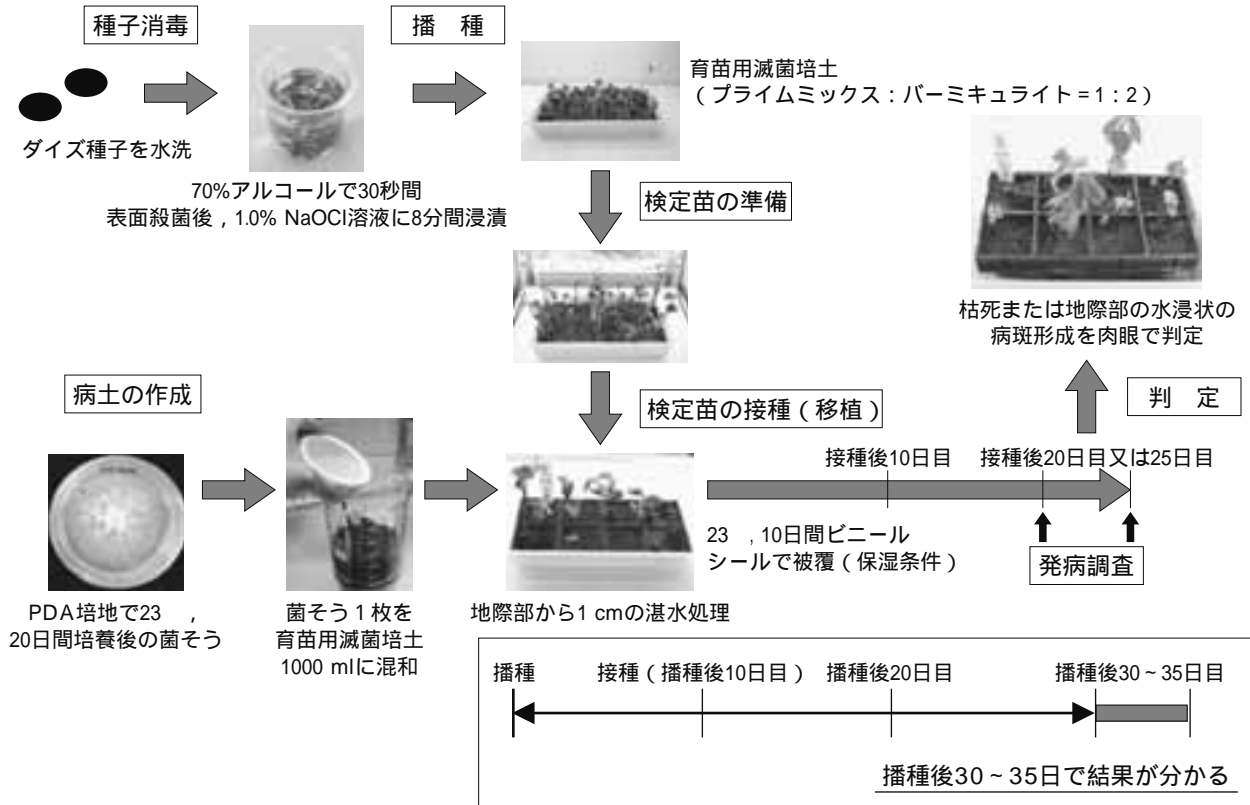 種子消毒
播　種
ダイズ種子を水洗
70%アルコールで30秒間
表面殺菌後，1.0% NaOCl溶液に8分間浸漬
育苗用滅菌培土
（プライムミックス：バーミキュライト = 1：2）
検定苗の準備
検定苗の接種（移植）
病土の作成
PDA培地で23　，
20日間培養後の菌そう
菌そう１枚を
育苗用滅菌培土
1000 mlに混和
地際部から1 cmの湛水処理
接種後10日目
接種後20日目又は25日目
23　，10日間ビニール
シールで被覆（保湿条件）
発病調査
判　定
枯死または地際部の水浸状の
病斑形成を肉眼で判定
播種
接種（播種後10日目）
播種後20日目
播種後30～35日目
播種後30～35日で結果が分かる